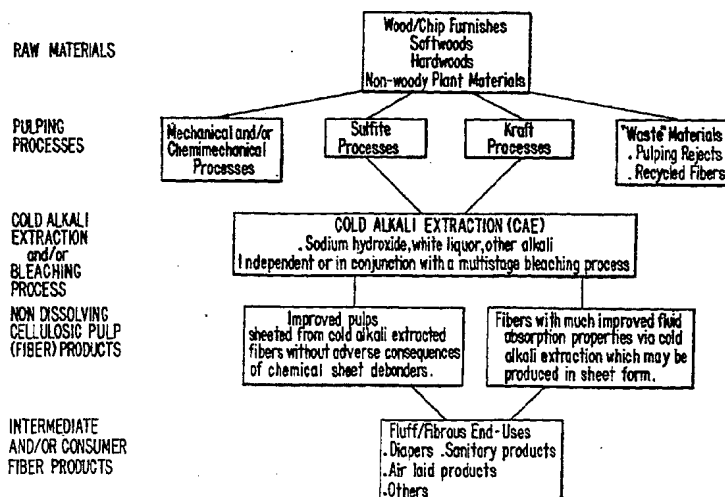 RAW MATERIALS
Wood/Chip Furnishes
Softwoods
Hardwoods
Non-woody Plant Materials
PULPING
PROCESSES
Mechanical and/or
Chemimechanical
Processes
Sulfite
Processes
Kraft
Processes
"Waste" Materials
. Pulping Rejects
. Recycled Fibers
COLD ALKALI
EXTRACTION
and/or
BLEACHING
PROCESS
COLD ALKALI EXTRACTION (CAE)
. Sodium hydroxide, white liquor, other alkali
Independent or in conjunction with a multistage bleaching process
NON DISSOLVING
CELLULOSIC PULP
(FIBER) PRODUCTS
Improved pulps
sheeted from cold alkali extracted
fibers without adverse consequences
of chemical sheet debonders.
Fibers with much improved fluid
absorption properties via cold
alkali extraction which may be
produced in sheet form.
INTERMEDIATE
AND/OR CONSUMER
FIBER PRODUCTS
Fluff/Fibrous End-Uses
. Diapers . Sanitary products
. Air laid products
. Others